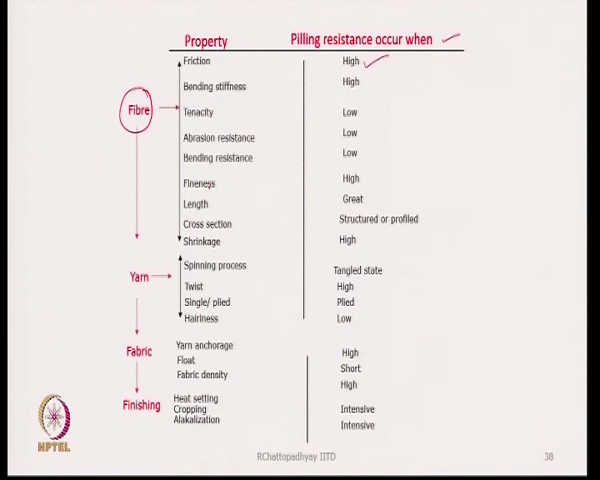 Property Pilling resistance occur when
Friction High
Bending stiffness High
Fibre Tenacity Low
Abrasion resistance Low
Bending resistance Low
Fineness High
Length Great
Cross section Structured or profiled
Shrinkage High
Spinning process Tangled state
Yarn
Twist High
Single/ plied Plied
Hairiness Low
Yarn anchorage High
Fabric
Float Short
Fabric density High
Heat setting
Finishing
Cropping Intensive
Alakalization Intensive
NPTEL
RChattopadhyay IITD 38